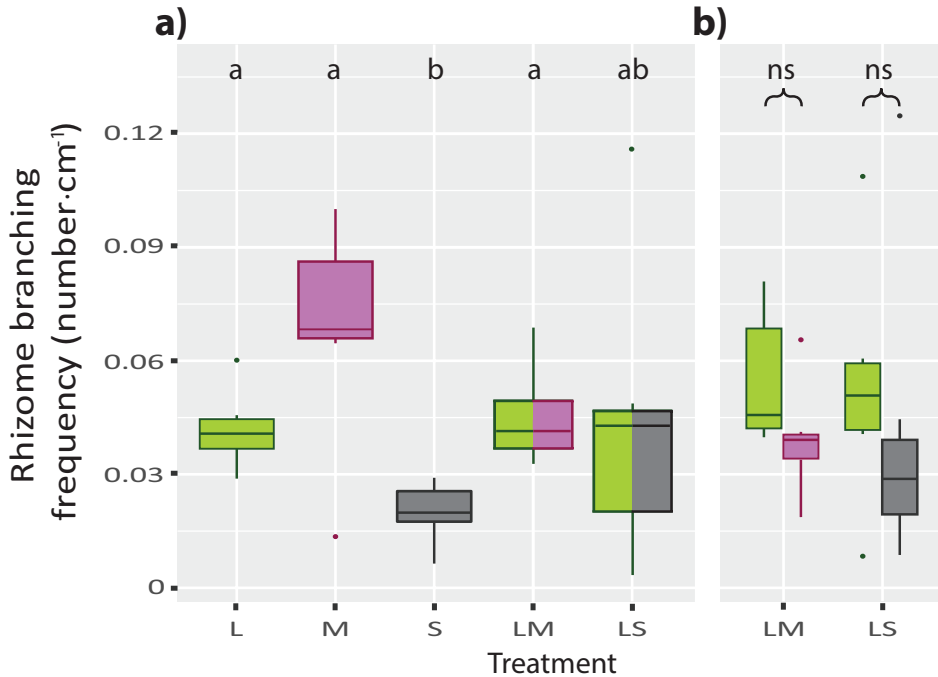 a) b)
a a b a ab ns ns
Rhizome branching
frequency (number·cm⁻¹)
0.12
0.09
0.06
0.03
0
L M S LM LS LM LS
Treatment